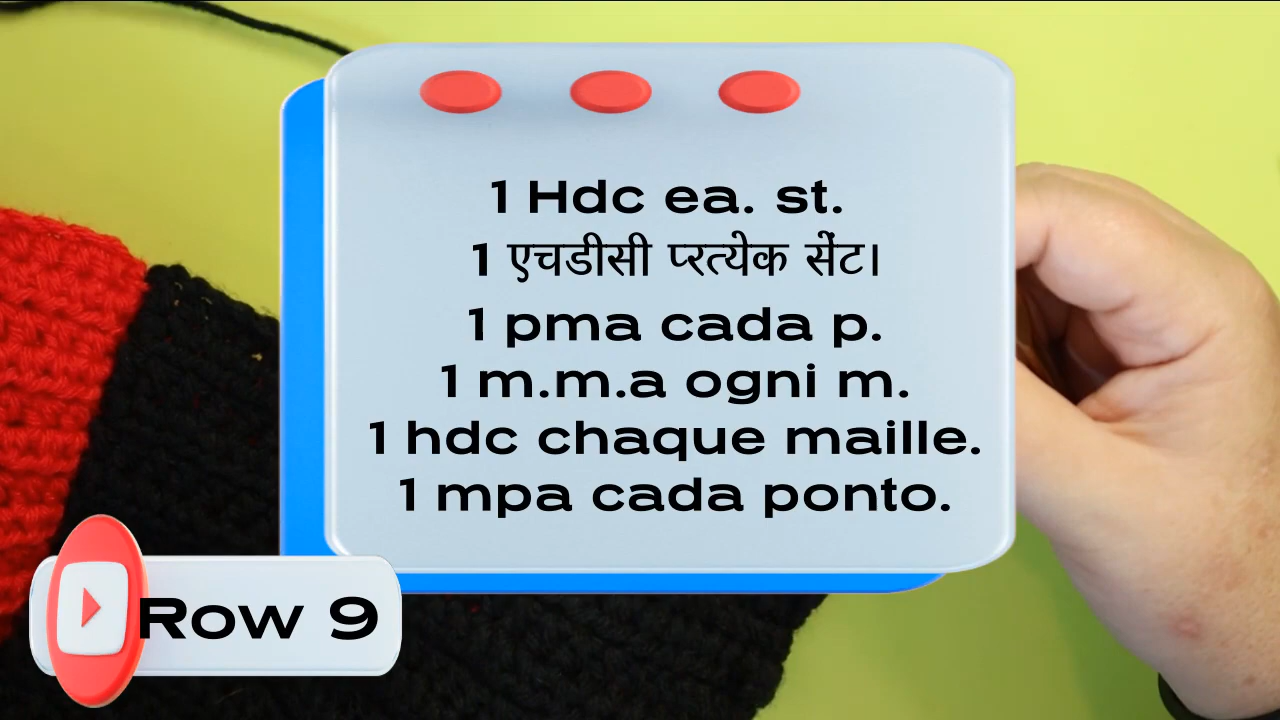 1 Hdc ea. st.
1 एचडीसी प्रत्येक सेंट।
1 pma cada p.
1 m.m.a ogni m.
1 hdc chaque maille.
1 mpa cada ponto.
Row 9